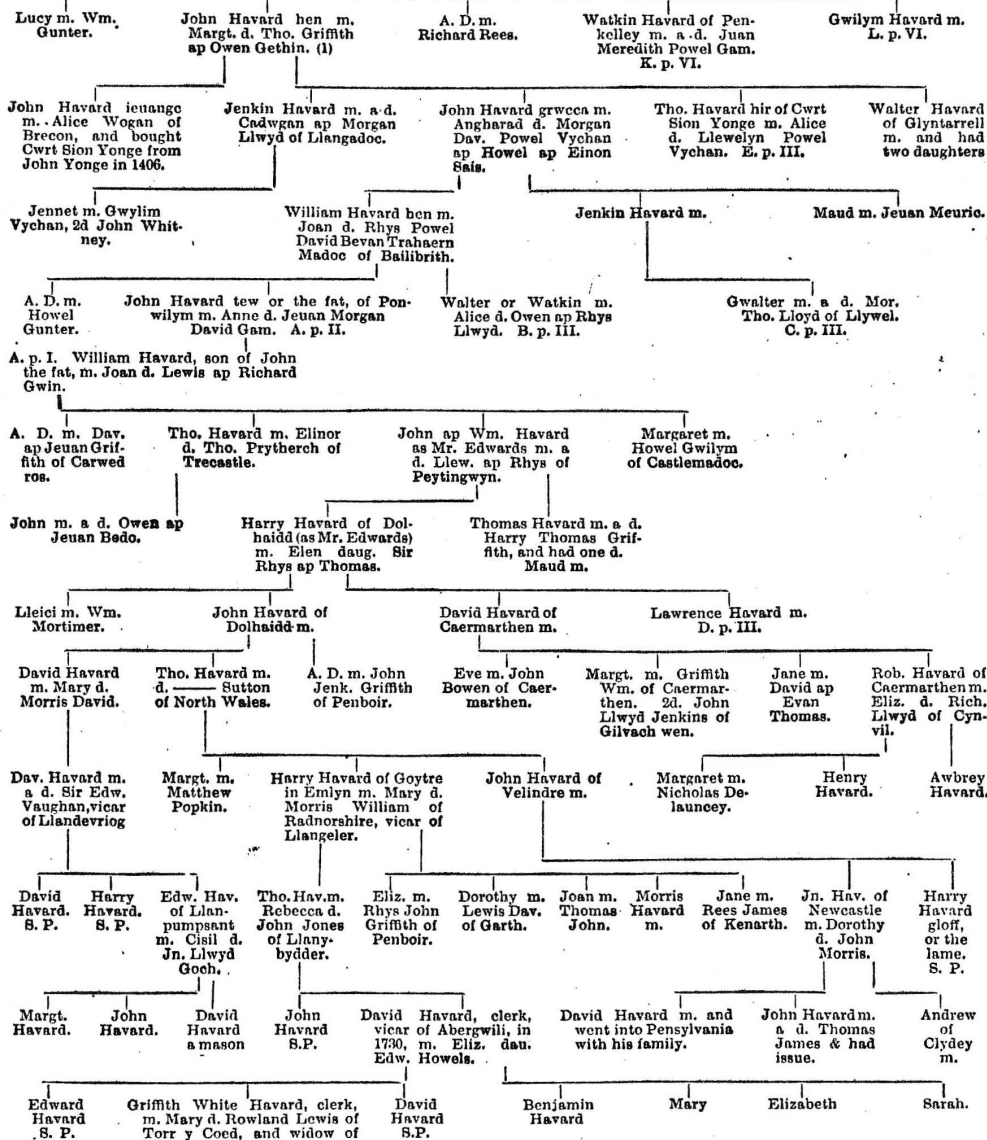 Lucy m. Wm.
Gunter.
John Havard hen m.
Margt. d. Tho. Griffith
ap Owen Gethin. (1)
A. D. m.
Richard Rees.
Watkin Havard of Pen-
kelley m. a d. Juan
Meredith Powel Gam.
K. p. VI.
Gwilym Havard m.
L. p. VI.
John Havard ieuangc
m. Alice Wogan of
Brecon, and bought
Cwrt Sion Yonge from
John Yonge in 1406.
Jenkin Havard m. a d.
Cadwgan ap Morgan
Llwyd of Llangadoc.
John Havard grwcca m.
Angharad d. Morgan
Dav. Powel Vychan
ap Howel ap Einon
Sais.
Tho. Havard hir of Cwrt
Sion Yonge m. Alice
d. Llewelyn Powel
Vychan. E. p. III.
Walter Havard
of Glyntarrell
m. and had
two daughters
Jennet m. Gwylim
Vychan, 2d John Whit-
ney.
William Havard hen m.
Joan d. Rhys Powel
David Bevan Trahaern
Madoc of Bailibrith.
Jenkin Havard m.
Maud m. Jeuan Meuric.
A. D. m.
Howel
Gunter.
John Havard tew or the fat, of Pon-
wilym m. Anne d. Jeuan Morgan
David Gam. A. p. II.
Walter or Watkin m.
Alice d. Owen ap Rhys
Llwyd. B. p. III.
Gwalter m. a d. Mor.
Tho. Lloyd of Llywel.
C. p. III.
A. p. I. William Havard, son of John
the fat, m. Joan d. Lewis ap Richard
Gwin.
A. D. m. Dav.
ap Jeuan Grif-
fith of Carwed
ros.
Tho. Havard m. Elinor
d. Tho. Prytherch of
Trecastle.
John ap Wm. Havard
as Mr. Edwards m. a
d. Llew. ap Rhys of
Peytingwyn.
Margaret m.
Howel Gwilym
of Castlemadoc.
John m. a d. Owen ap
Jeuan Bedo.
Harry Havard of Dol-
haidd (as Mr. Edwards)
m. Elen daug. Sir
Rhys ap Thomas.
Thomas Havard m. a d.
Harry Thomas Grif-
fith, and had one d.
Maud m.
Lleici m. Wm.
Mortimer.
John Havard of
Dolhaidd m.
David Havard of
Caermarthen m.
Lawrence Havard m.
D. p. III.
David Havard
m. Mary d.
Morris David.
Tho. Havard m.
d. —— Sutton
of North Wales.
A. D. m. John
Jenk. Griffith
of Penboir.
Eve m. John
Bowen of Caer-
marthen.
Margt. m. Griffith
Wm. of Caermar-
then. 2d. John
Llwyd Jenkins of
Gilvach wen.
Jane m.
David ap
Evan
Thomas.
Rob. Havard of
Caermarthen m.
Eliz. d. Rich.
Llwyd of Cyn-
vil.
Dav. Havard m.
a d. Sir Edw.
Vaughan, vicar
of Llandevriog
Margt. m.
Matthew
Popkin.
Harry Havard of Goytre
in Emlyn m. Mary d.
Morris William of
Radnorshire, vicar of
Llangeler.
John Havard of
Velindre m.
Margaret m.
Nicholas De-
launcey.
Henry
Havard.
Awbrey
Havard.
David
Havard.
S. P.
Harry
Havard.
S. P.
Edw. Hav.
of Llan-
pumpsant
m. Cisil d.
Jn. Llwyd
Goch.
Tho. Hav. m.
Rebecca d.
John Jones
of Llany-
bydder.
Eliz. m.
Rhys John
Griffith of
Penboir.
Dorothy m.
Lewis Dav.
of Garth.
Joan m.
Thomas
John.
Morris
Havard
m.
Jane m.
Rees James
of Kenarth.
Jn. Hav. of
Newcastle
m. Dorothy
d. John
Morris.
Harry
Havard
gloff,
or the
lame.
S. P.
Margt.
Havard.
John
Havard.
David
Havard
a mason
John
Havard
S.P.
David Havard, clerk,
vicar of Abergwili, in
1730, m. Eliz. dau.
Edw. Howels.
David Havard m. and
went into Pensylvania
with his family.
John Havard m.
a d. Thomas
James & had
issue.
Andrew
of
Clydey
m.
Edward
Havard
S. P.
Griffith White Havard, clerk,
m. Mary d. Rowland Lewis of
Torr y Coed, and widow of
David
Havard
S.P.
Benjamin
Havard
Mary
Elizabeth
Sarah.